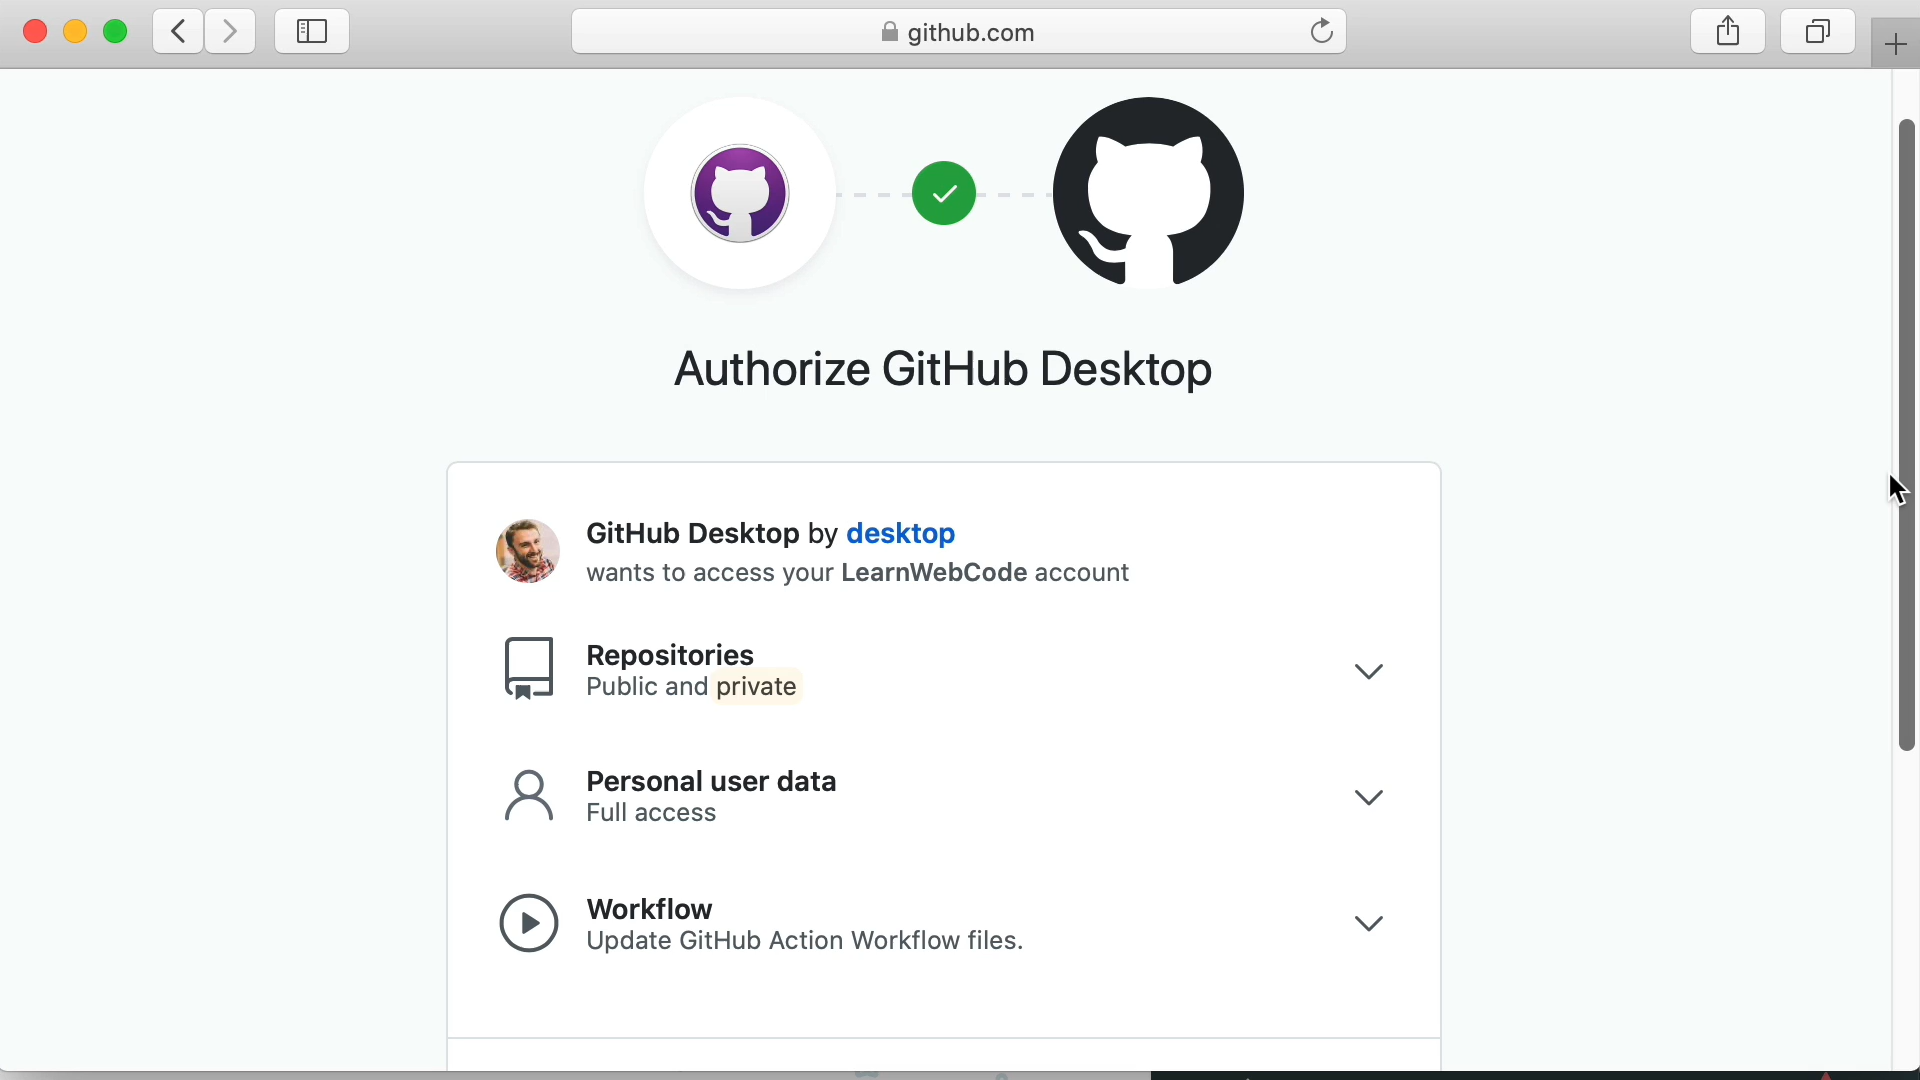 github.com
Authorize GitHub Desktop
GitHub Desktop by desktop
wants to access your LearnWebCode account
Repositories
Public and private
Personal user data
Full access
Workflow
Update GitHub Action Workflow files.